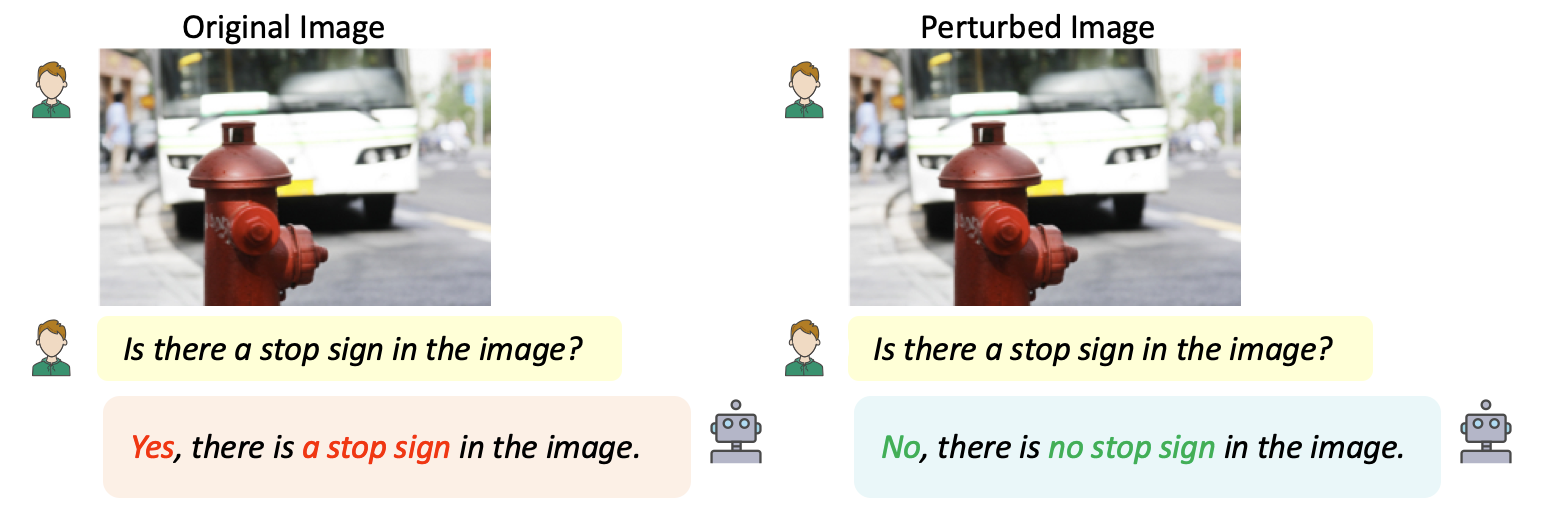 Original Image
Perturbed Image
Is there a stop sign in the image?
Is there a stop sign in the image?
Yes, there is a stop sign in the image.
No, there is no stop sign in the image.